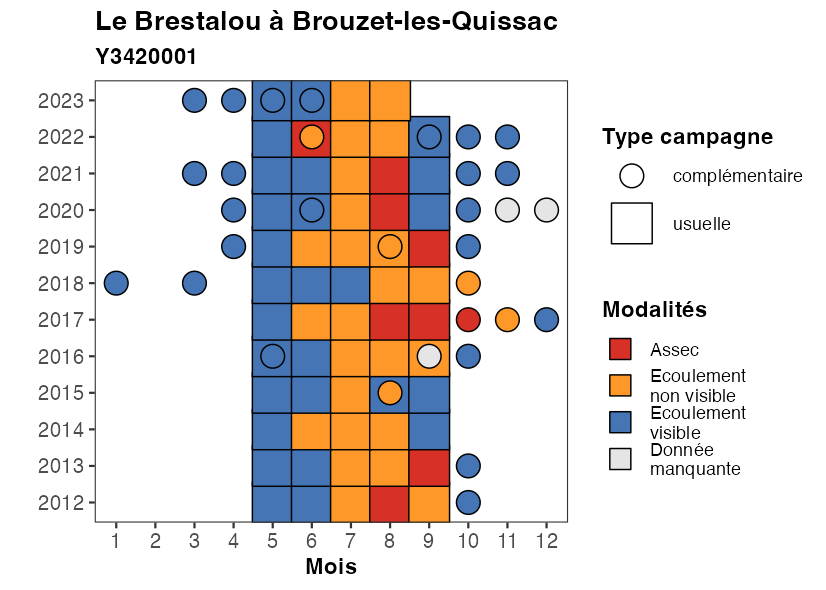 Le Brestalou à Brouzet-les-Quissac
Y3420001
2023
2022
2021
2020
2019
2018
2017
2016
2015
2014
2013
2012
1 2 3 4 5 6 7 8 9 10 11 12
Mois
Type campagne
complémentaire
usuelle
Modalités
Assec
Ecoulement
non visible
Ecoulement
visible
Donnée
manquante